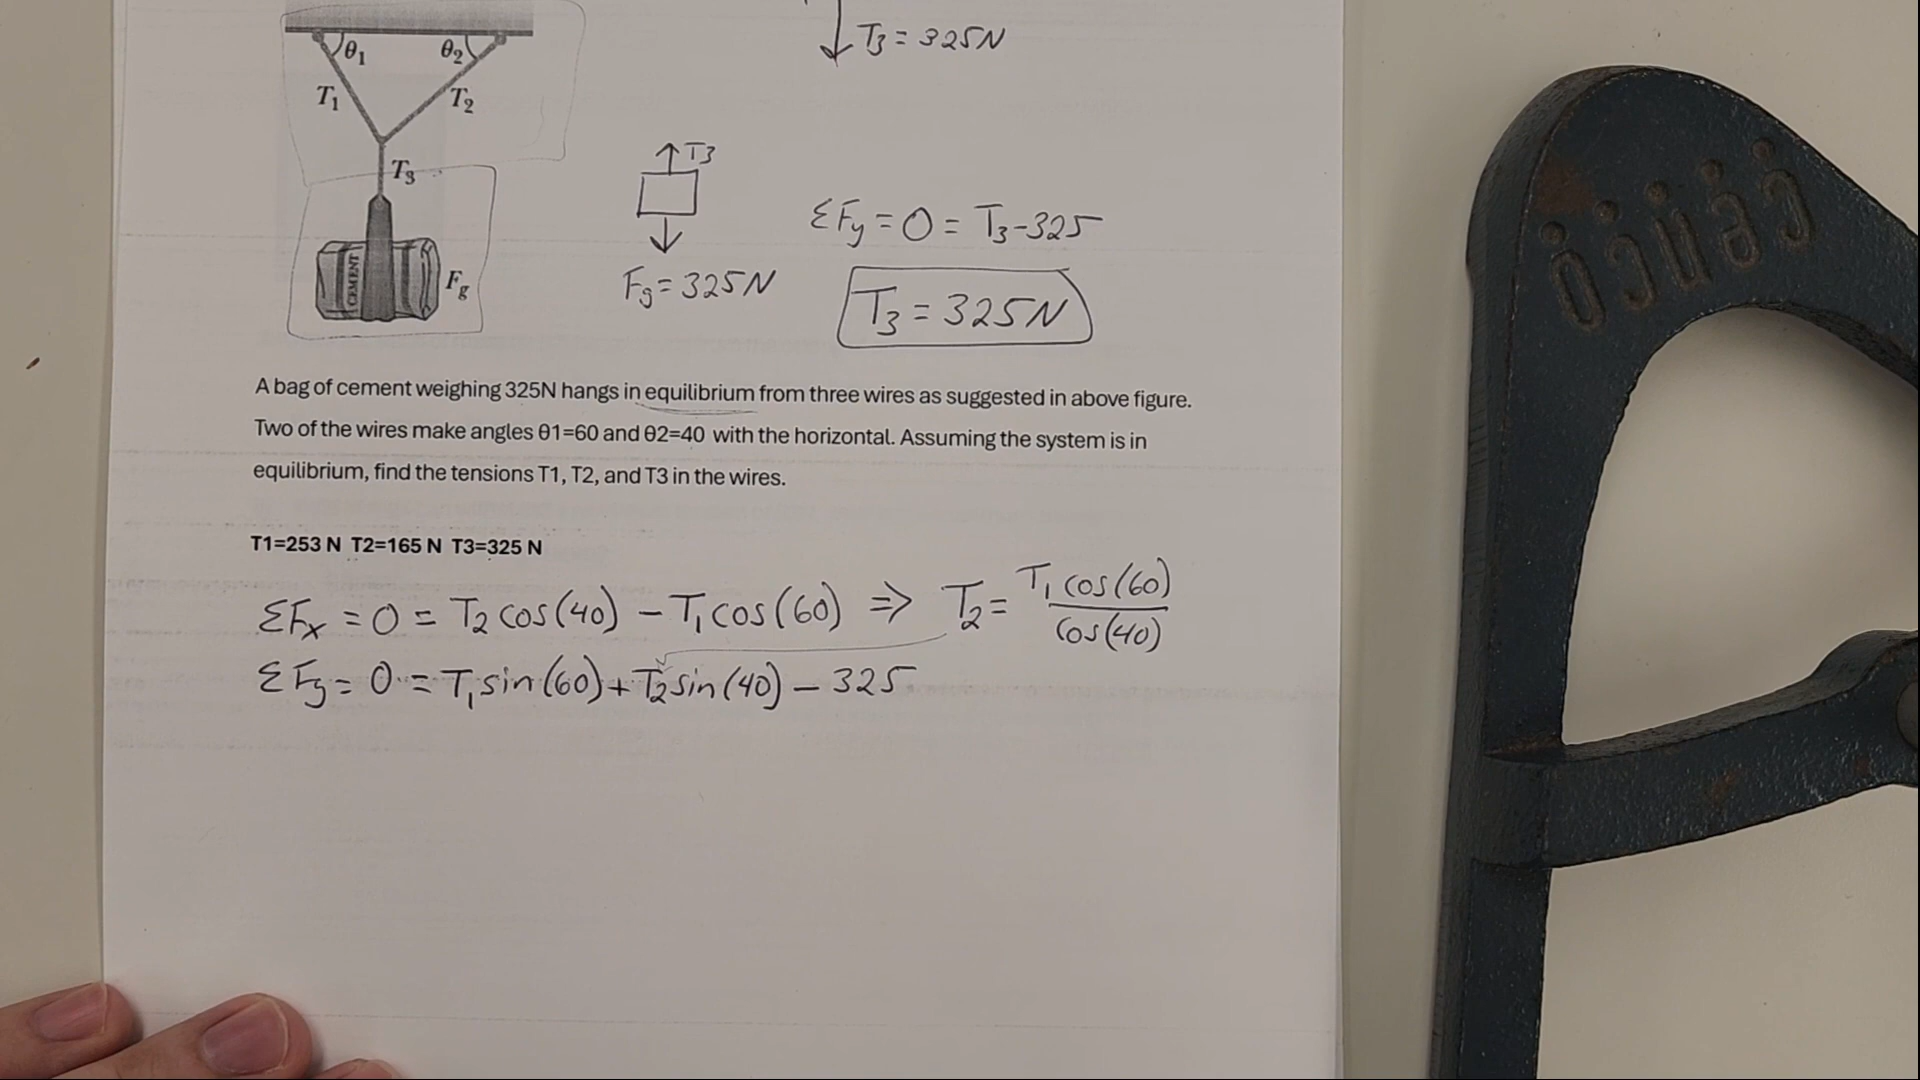 θ1 θ2
T3 = 325N
T1 T2
T3
T3
CEMENT
Fg
ΣFy = 0 = T3-325
Fg = 325N
T3 = 325N
A bag of cement weighing 325N hangs in equilibrium from three wires as suggested in above figure.
Two of the wires make angles θ1=60 and θ2=40 with the horizontal. Assuming the system is in
equilibrium, find the tensions T1, T2, and T3 in the wires.
T1=253 N T2=165 N T3=325 N
ΣFx = 0 = T2 cos(40) - T1 cos(60) => T2 = T1 cos(60) / cos(40)
ΣFy = 0 = T1 sin(60) + T2 sin(40) - 325